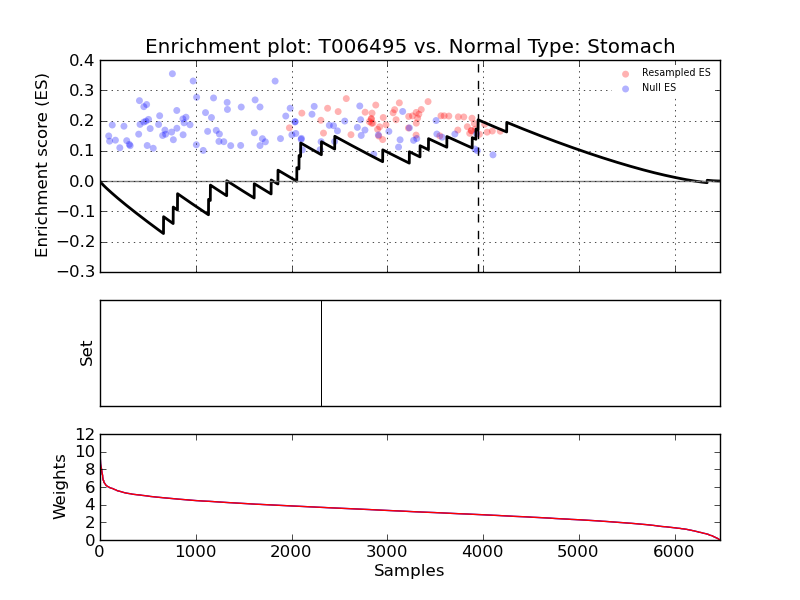 Enrichment plot: T006495 vs. Normal Type: Stomach
Enrichment score (ES)
0.4
0.3
0.2
0.1
0.0
−0.1
−0.2
−0.3
Resampled ES
Null ES
Set
Weights
12
10
8
6
4
2
0
0 1000 2000 3000 4000 5000 6000
Samples